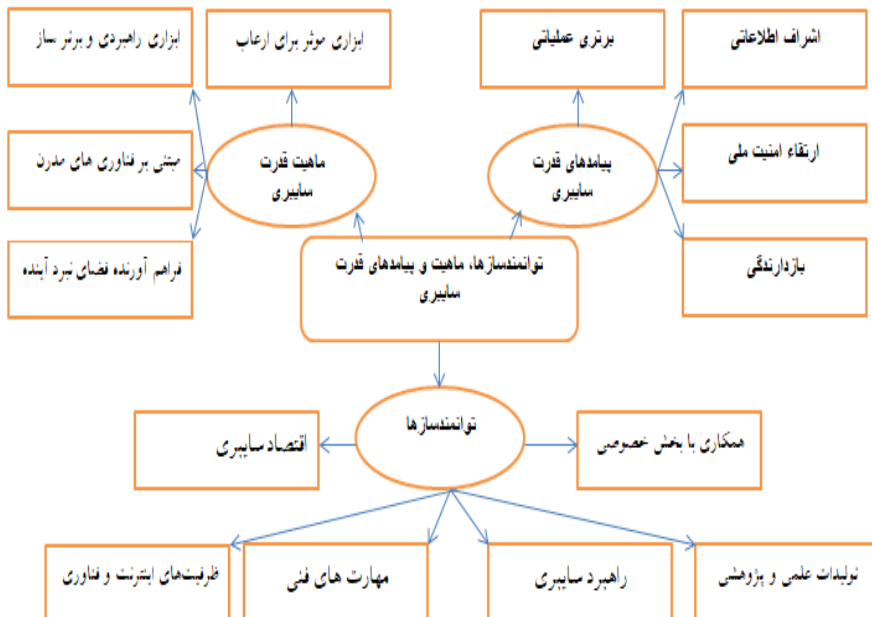 اشراف اطلاعاتی
برتری عملیاتی
ابزاری موثر برای ارعاب
ابزاری راهبردی و برتر ساز
ارتقاء امنیت ملی
پیامدهای قدرت
سایبری
ماهیت قدرت
سایبری
مبتنی بر فناوری های مدرن
بازدارندگی
توانمندسازها، ماهیت و پیامدهای قدرت
سایبری
فراهم آورنده فضای نبرد آینده
توانمندسازها
همکاری با بخش خصوصی
اقتصاد سایبری
تولیدات علمی و پژوهشی
راهبرد سایبری
مهارت های فنی
ظرفیت‌های اینترنت و فناوری